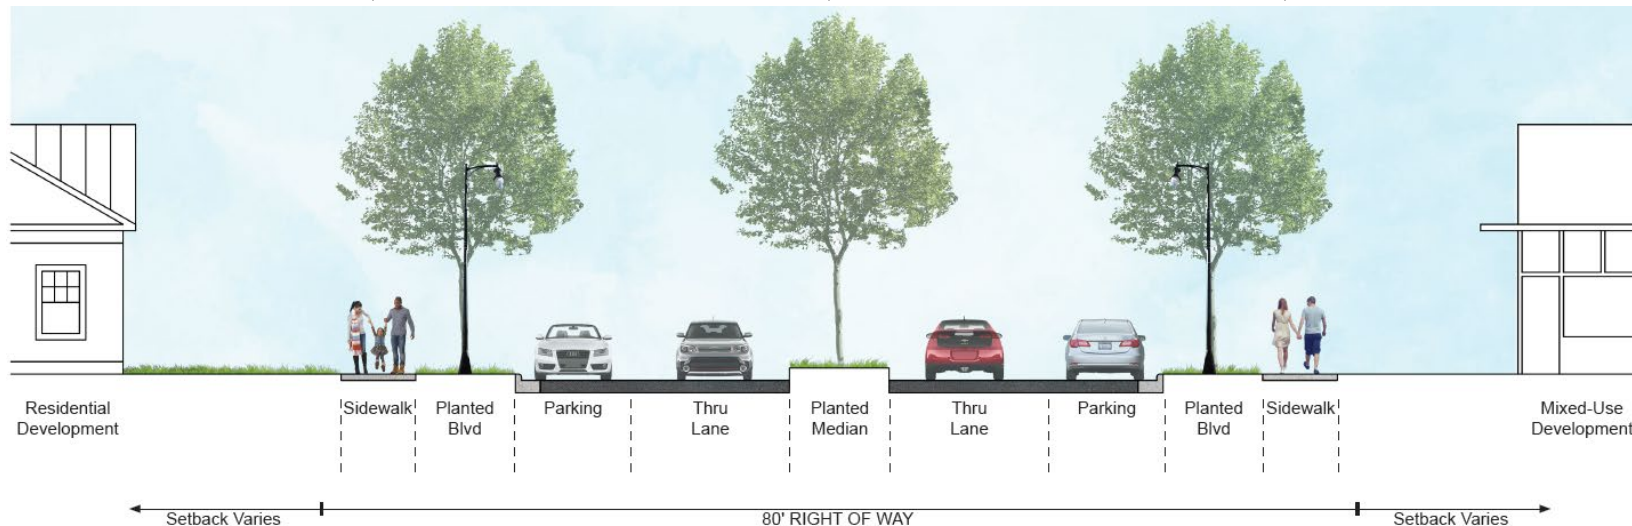 Residential
Development
Sidewalk
Planted
Blvd
Parking
Thru
Lane
Planted
Median
Thru
Lane
Parking
Planted
Blvd
Sidewalk
Mixed-Use
Development
Setback Varies
80' RIGHT OF WAY
Setback Varies